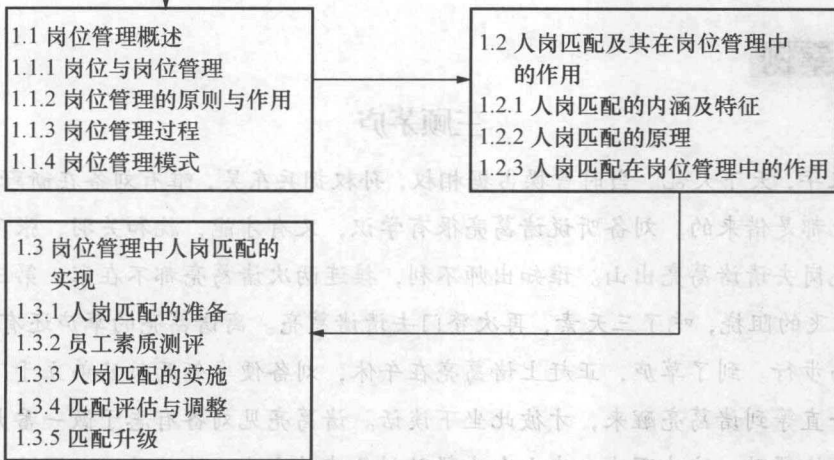 1.1 岗位管理概述
1.1.1 岗位与岗位管理
1.1.2 岗位管理的原则与作用
1.1.3 岗位管理过程
1.1.4 岗位管理模式
1.2 人岗匹配及其在岗位管理中
的作用
1.2.1 人岗匹配的内涵及特征
1.2.2 人岗匹配的原理
1.2.3 人岗匹配在岗位管理中的作用
1.3 岗位管理中人岗匹配的
实现
1.3.1 人岗匹配的准备
1.3.2 员工素质测评
1.3.3 人岗匹配的实施
1.3.4 匹配评估与调整
1.3.5 匹配升级